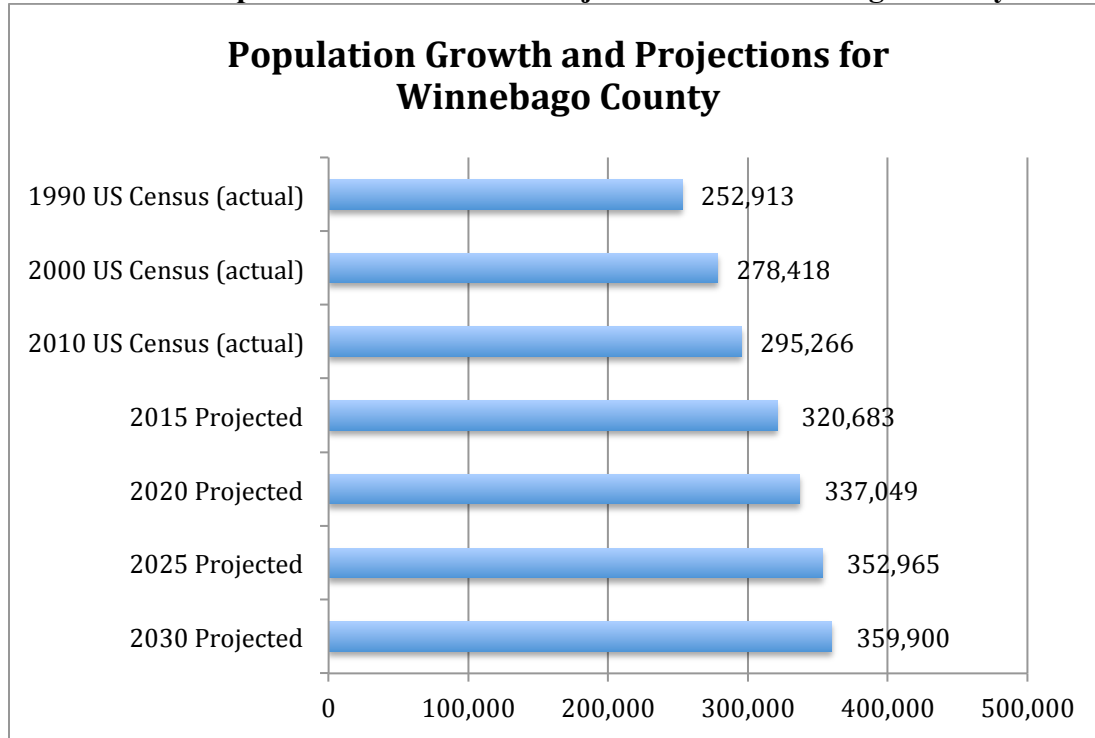 Population Growth and Projections for
Winnebago County
1990 US Census (actual) 252,913
2000 US Census (actual) 278,418
2010 US Census (actual) 295,266
2015 Projected 320,683
2020 Projected 337,049
2025 Projected 352,965
2030 Projected 359,900
0 100,000 200,000 300,000 400,000 500,000